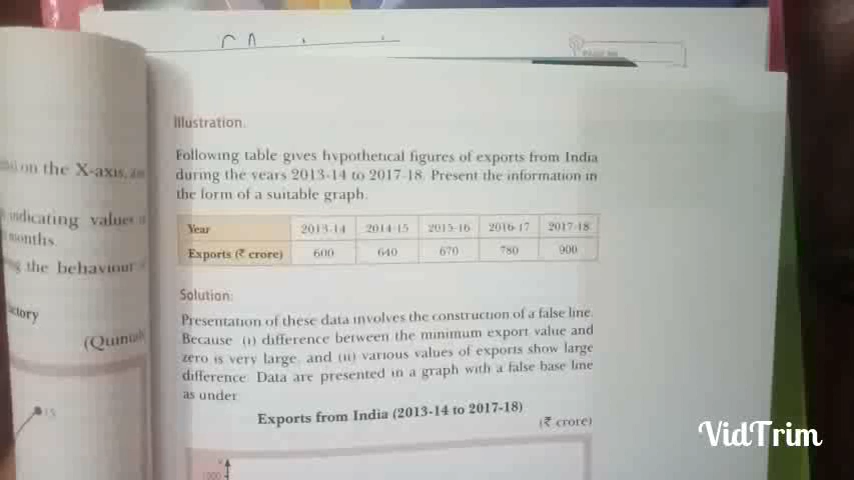 Illustration.
on the X-axis, an
Following table gives hypothetical figures of exports from India
during the years 2013-14 to 2017-18. Present the information in
the form of a suitable graph.
indicating values
months.
the behaviour
Year 2013-14 2014-15 2015-16 2016-17 2017-18
Exports (₹ crore) 600 640 670 780 900
Solution:
(Quintals
Presentation of these data involves the construction of a false line.
Because (i) difference between the minimum export value and
zero is very large, and (ii) various values of exports show large
difference. Data are presented in a graph with a false base line
as under
Exports from India (2013-14 to 2017-18)
(₹ crore)
15
Y
1000
VidTrim